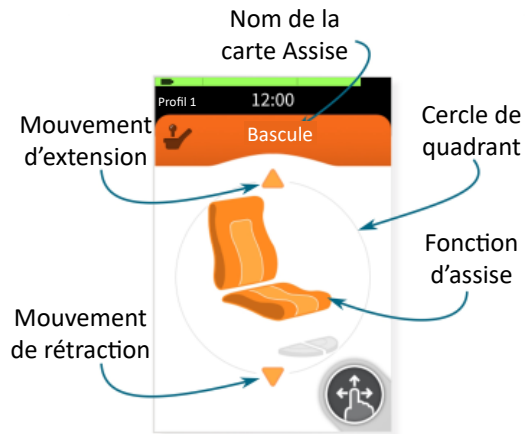 Nom de la
carte Assise
Profil 1
12:00
Mouvement
d’extension
Bascule
Cercle de
quadrant
Fonction
d’assise
Mouvement
de rétraction